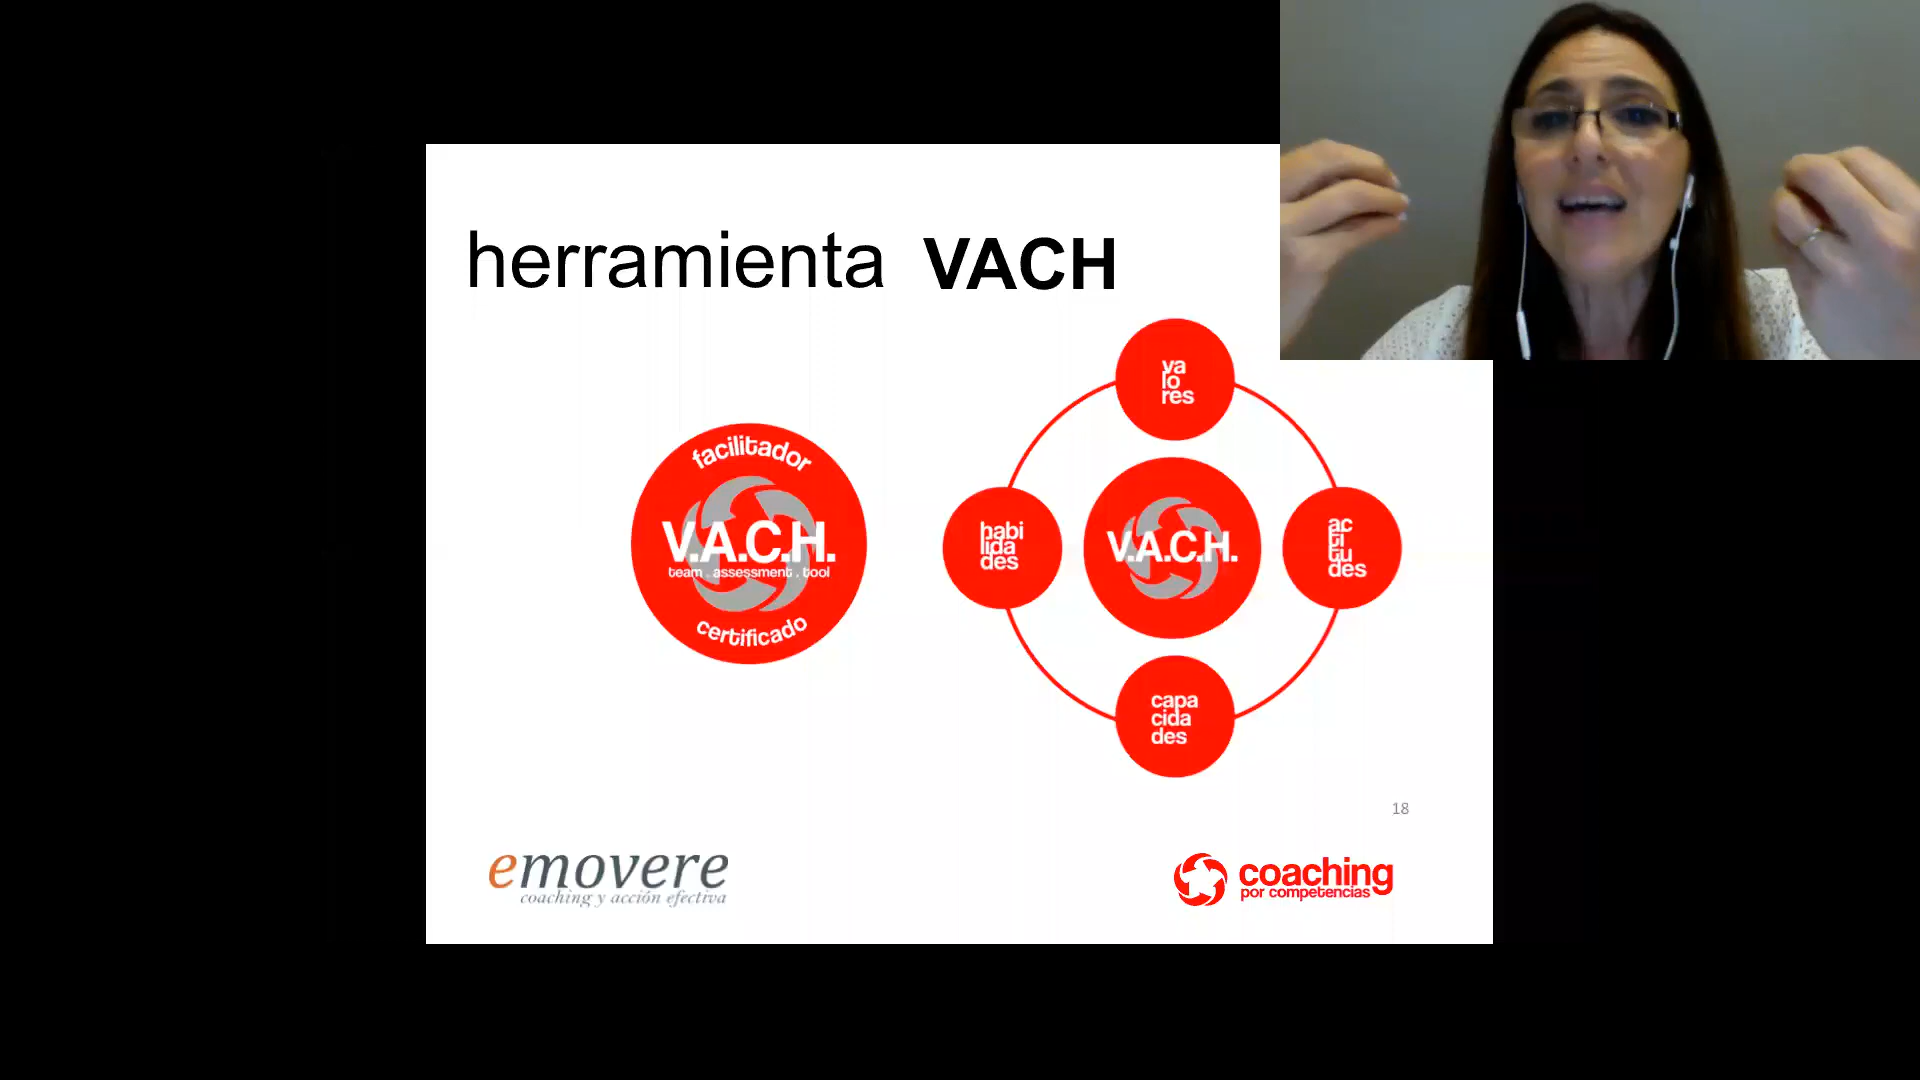 herramienta VACH
facilitador
V.A.C.H.
team . assessment . tool
certificado
va
lo
res
habi
lida
des
V.A.C.H.
ac
ti
tu
des
capa
cida
des
18
emovere
coaching y acción efectiva
coaching
por competencias